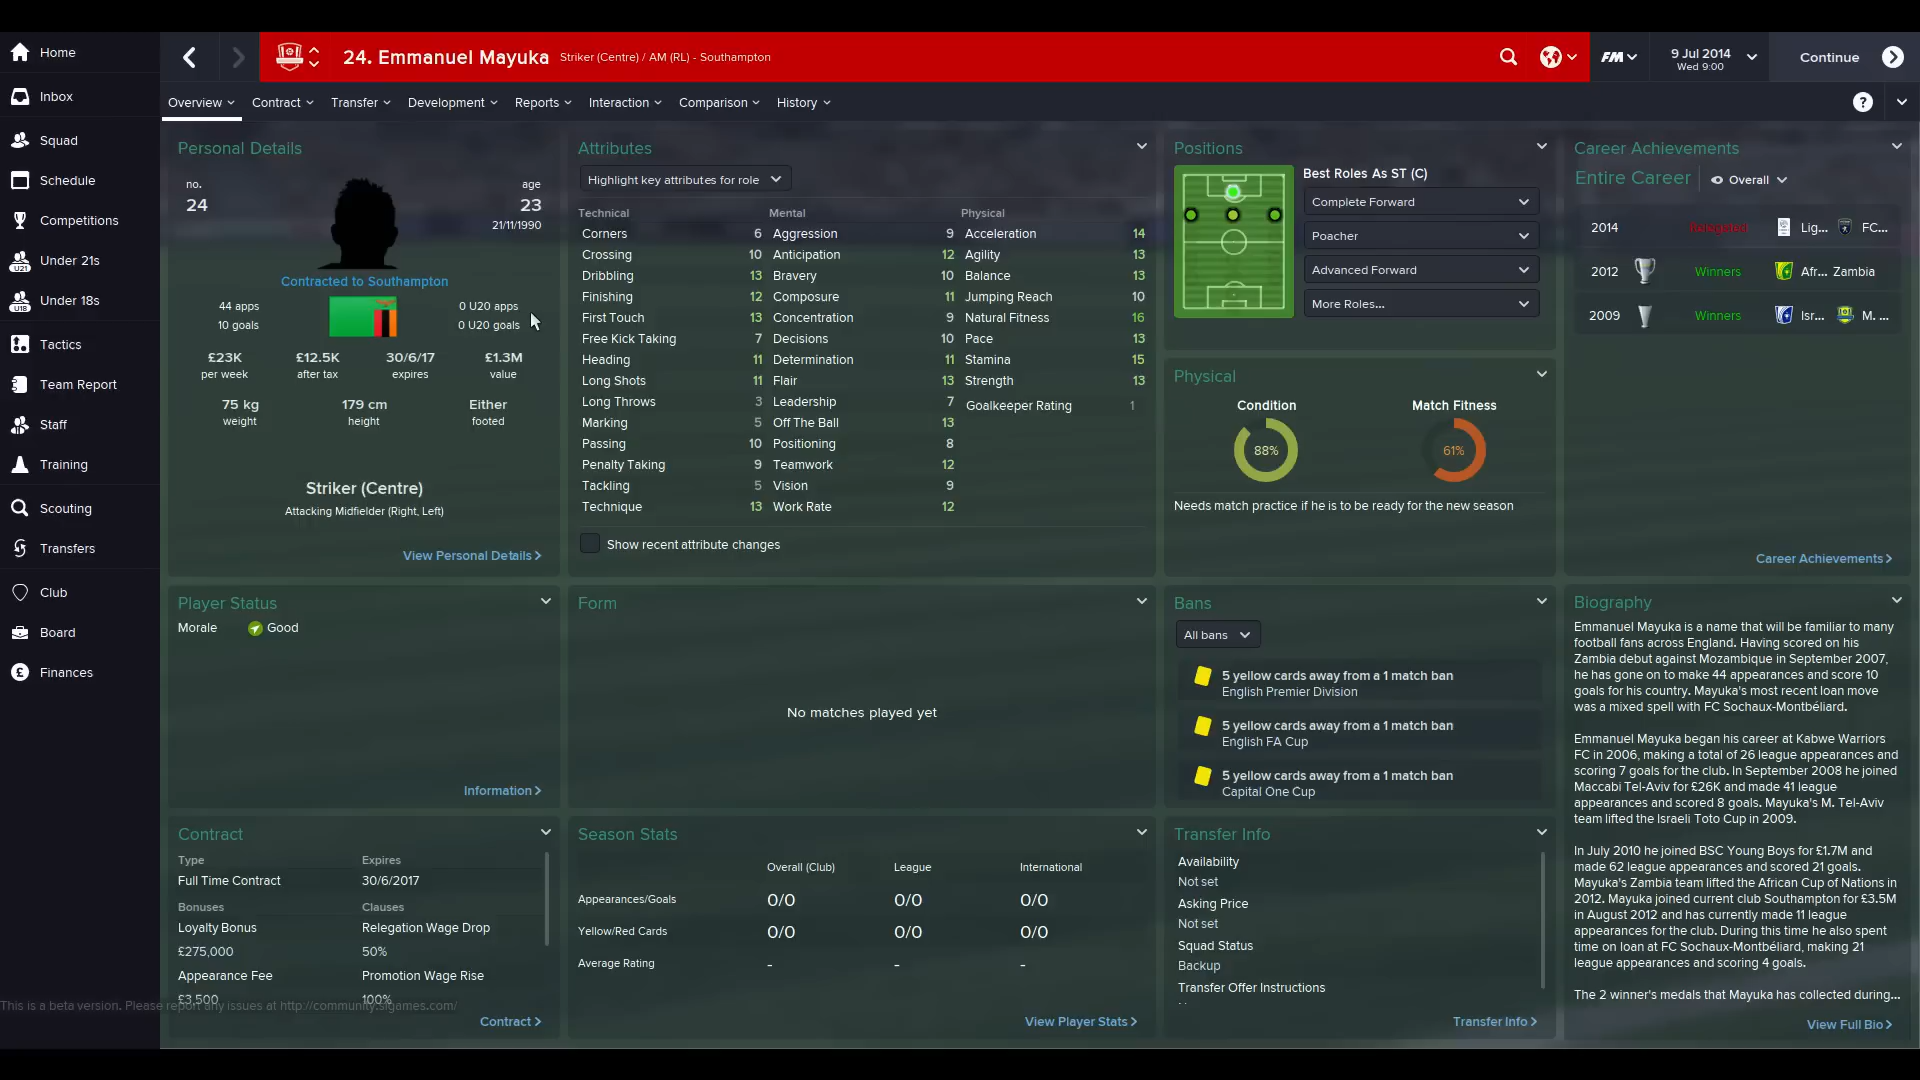 Home
Inbox
Squad
Schedule
Competitions
Under 21s
Under 18s
Tactics
Team Report
Staff
Training
Scouting
Transfers
Club
Board
Finances
24. Emmanuel Mayuka Striker (Centre) / AM (RL) - Southampton
FM
9 Jul 2014
Wed 9:00
Continue
Overview Contract Transfer Development Reports Interaction Comparison History
?
Personal Details
no.
24
age
23
21/11/1990
Contracted to Southampton
44 apps
10 goals
0 U20 apps
0 U20 goals
£23K £12.5K 30/6/17 £1.3M
per week after tax expires value
75 kg 179 cm Either
weight height footed
Striker (Centre)
Attacking Midfielder (Right, Left)
View Personal Details >
Attributes
Highlight key attributes for role
Technical Mental Physical
Corners 6 Aggression 9 Acceleration 14
Crossing 10 Anticipation 12 Agility 13
Dribbling 13 Bravery 10 Balance 13
Finishing 12 Composure 11 Jumping Reach 10
First Touch 13 Concentration 9 Natural Fitness 16
Free Kick Taking 7 Decisions 10 Pace 13
Heading 11 Determination 11 Stamina 15
Long Shots 11 Flair 13 Strength 13
Long Throws 3 Leadership 7 Goalkeeper Rating 1
Marking 5 Off The Ball 13
Passing 10 Positioning 8
Penalty Taking 9 Teamwork 12
Tackling 5 Vision 9
Technique 13 Work Rate 12
Show recent attribute changes
Positions
Best Roles As ST (C)
Complete Forward
Poacher
Advanced Forward
More Roles...
Physical
Condition Match Fitness
88% 61%
Needs match practice if he is to be ready for the new season
Career Achievements
Entire Career Overall
2014 Relegated Lig... FC...
2012 Winners Afr... Zambia
2009 Winners Isr... M. ...
Career Achievements >
Player Status
Morale Good
Information >
Form
No matches played yet
Bans
All bans
5 yellow cards away from a 1 match ban
English Premier Division
5 yellow cards away from a 1 match ban
English FA Cup
5 yellow cards away from a 1 match ban
Capital One Cup
Biography
Emmanuel Mayuka is a name that will be familiar to many
football fans across England. Having scored on his
Zambia debut against Mozambique in September 2007,
he has gone on to make 44 appearances and score 10
goals for his country. Mayuka's most recent loan move
was a mixed spell with FC Sochaux-Montbéliard.
Emmanuel Mayuka began his career at Kabwe Warriors
FC in 2006, making a total of 26 league appearances and
scoring 7 goals for the club. In September 2008 he joined
Maccabi Tel-Aviv for £26K and made 41 league
appearances and scored 8 goals. Mayuka's M. Tel-Aviv
team lifted the Israeli Toto Cup in 2009.
In July 2010 he joined BSC Young Boys for £1.7M and
made 62 league appearances and scored 21 goals.
Mayuka's Zambia team lifted the African Cup of Nations in
2012. Mayuka joined current club Southampton for £3.5M
in August 2012 and has currently made 11 league
appearances for the club. During this time he also spent
time on loan at FC Sochaux-Montbéliard, making 21
league appearances and scoring 4 goals.
The 2 winner's medals that Mayuka has collected during...
View Full Bio >
Contract
Type Expires
Full Time Contract 30/6/2017
Bonuses Clauses
Loyalty Bonus Relegation Wage Drop
£275,000 50%
Appearance Fee Promotion Wage Rise
£3,500 100%
Contract >
This is a beta version. Please report any issues at http://community.sigames.com/
Season Stats
Overall (Club) League International
Appearances/Goals 0/0 0/0 0/0
Yellow/Red Cards 0/0 0/0 0/0
Average Rating - - -
View Player Stats >
Transfer Info
Availability
Not set
Asking Price
Not set
Squad Status
Backup
Transfer Offer Instructions
Transfer Info >